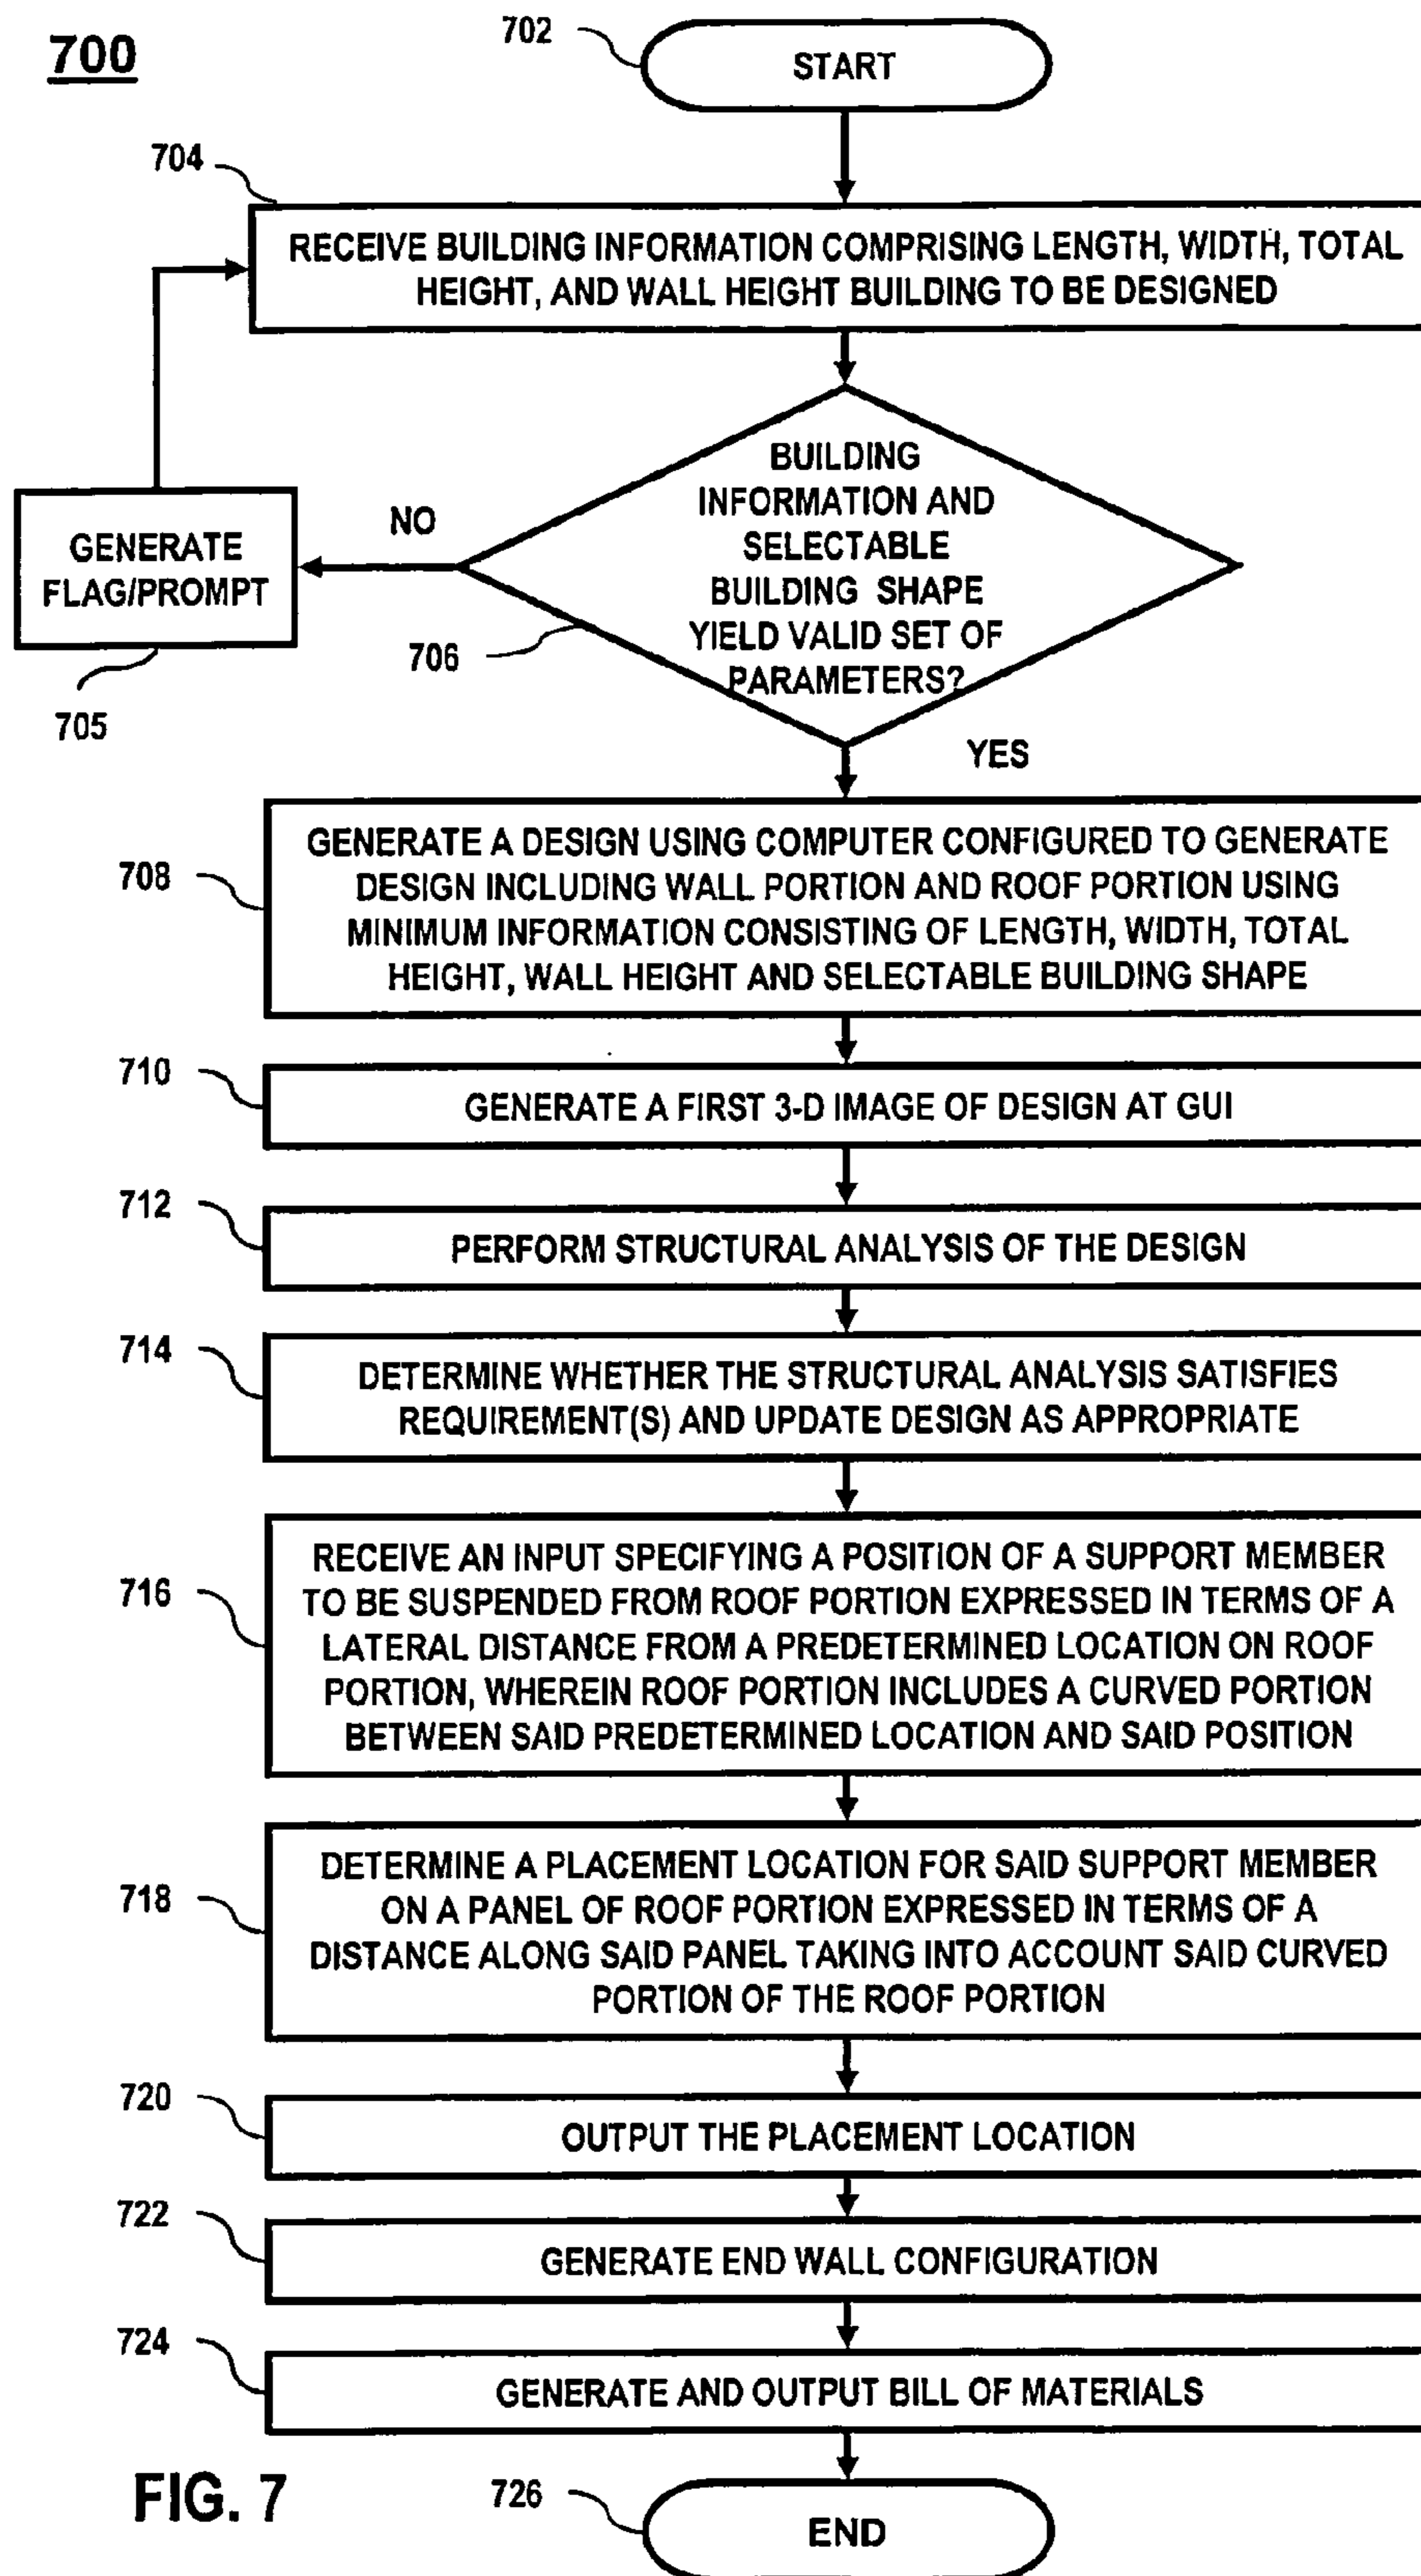 700
702
START
704
RECEIVE BUILDING INFORMATION COMPRISING LENGTH, WIDTH, TOTAL
HEIGHT, AND WALL HEIGHT BUILDING TO BE DESIGNED
BUILDING
INFORMATION AND
SELECTABLE
BUILDING SHAPE
YIELD VALID SET OF
PARAMETERS?
706
NO
GENERATE
FLAG/PROMPT
705
YES
708
GENERATE A DESIGN USING COMPUTER CONFIGURED TO GENERATE
DESIGN INCLUDING WALL PORTION AND ROOF PORTION USING
MINIMUM INFORMATION CONSISTING OF LENGTH, WIDTH, TOTAL
HEIGHT, WALL HEIGHT AND SELECTABLE BUILDING SHAPE
710
GENERATE A FIRST 3-D IMAGE OF DESIGN AT GUI
712
PERFORM STRUCTURAL ANALYSIS OF THE DESIGN
714
DETERMINE WHETHER THE STRUCTURAL ANALYSIS SATISFIES
REQUIREMENT(S) AND UPDATE DESIGN AS APPROPRIATE
716
RECEIVE AN INPUT SPECIFYING A POSITION OF A SUPPORT MEMBER
TO BE SUSPENDED FROM ROOF PORTION EXPRESSED IN TERMS OF A
LATERAL DISTANCE FROM A PREDETERMINED LOCATION ON ROOF
PORTION, WHEREIN ROOF PORTION INCLUDES A CURVED PORTION
BETWEEN SAID PREDETERMINED LOCATION AND SAID POSITION
718
DETERMINE A PLACEMENT LOCATION FOR SAID SUPPORT MEMBER
ON A PANEL OF ROOF PORTION EXPRESSED IN TERMS OF A
DISTANCE ALONG SAID PANEL TAKING INTO ACCOUNT SAID CURVED
PORTION OF THE ROOF PORTION
720
OUTPUT THE PLACEMENT LOCATION
722
GENERATE END WALL CONFIGURATION
724
GENERATE AND OUTPUT BILL OF MATERIALS
726
END
FIG. 7